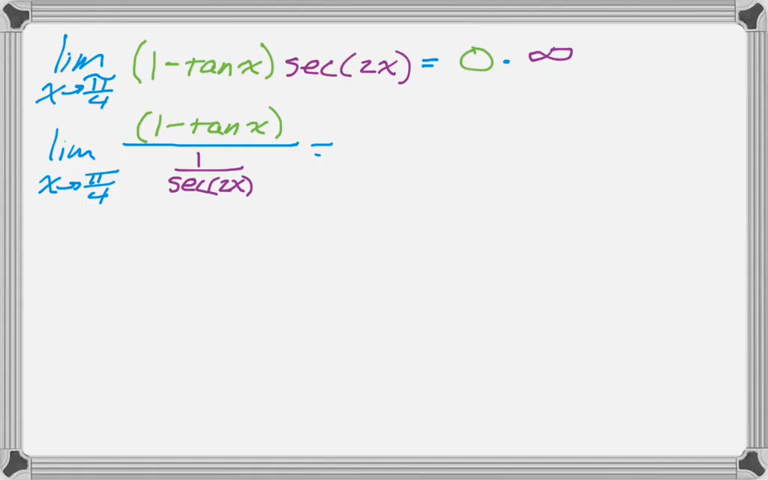 lim x→π/4 (1-tanx) sec(2x) = 0 · ∞
lim x→π/4 (1-tanx) / (1 / sec(2x)) =